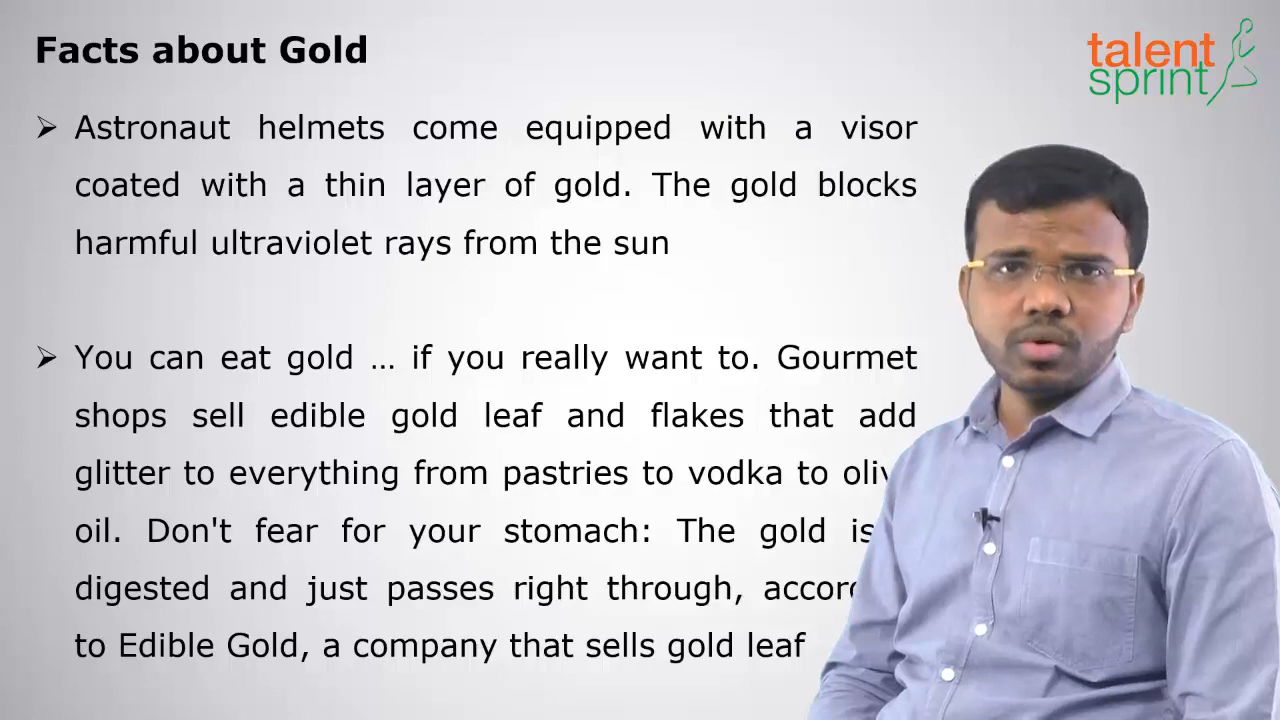 Facts about Gold
talent
sprint
➢ Astronaut helmets come equipped with a visor
coated with a thin layer of gold. The gold blocks
harmful ultraviolet rays from the sun
➢ You can eat gold … if you really want to. Gourmet
shops sell edible gold leaf and flakes that add
glitter to everything from pastries to vodka to
oil. Don't fear for your stomach: The gold
digested and just passes right through,
to Edible Gold, a company that sells gold leaf